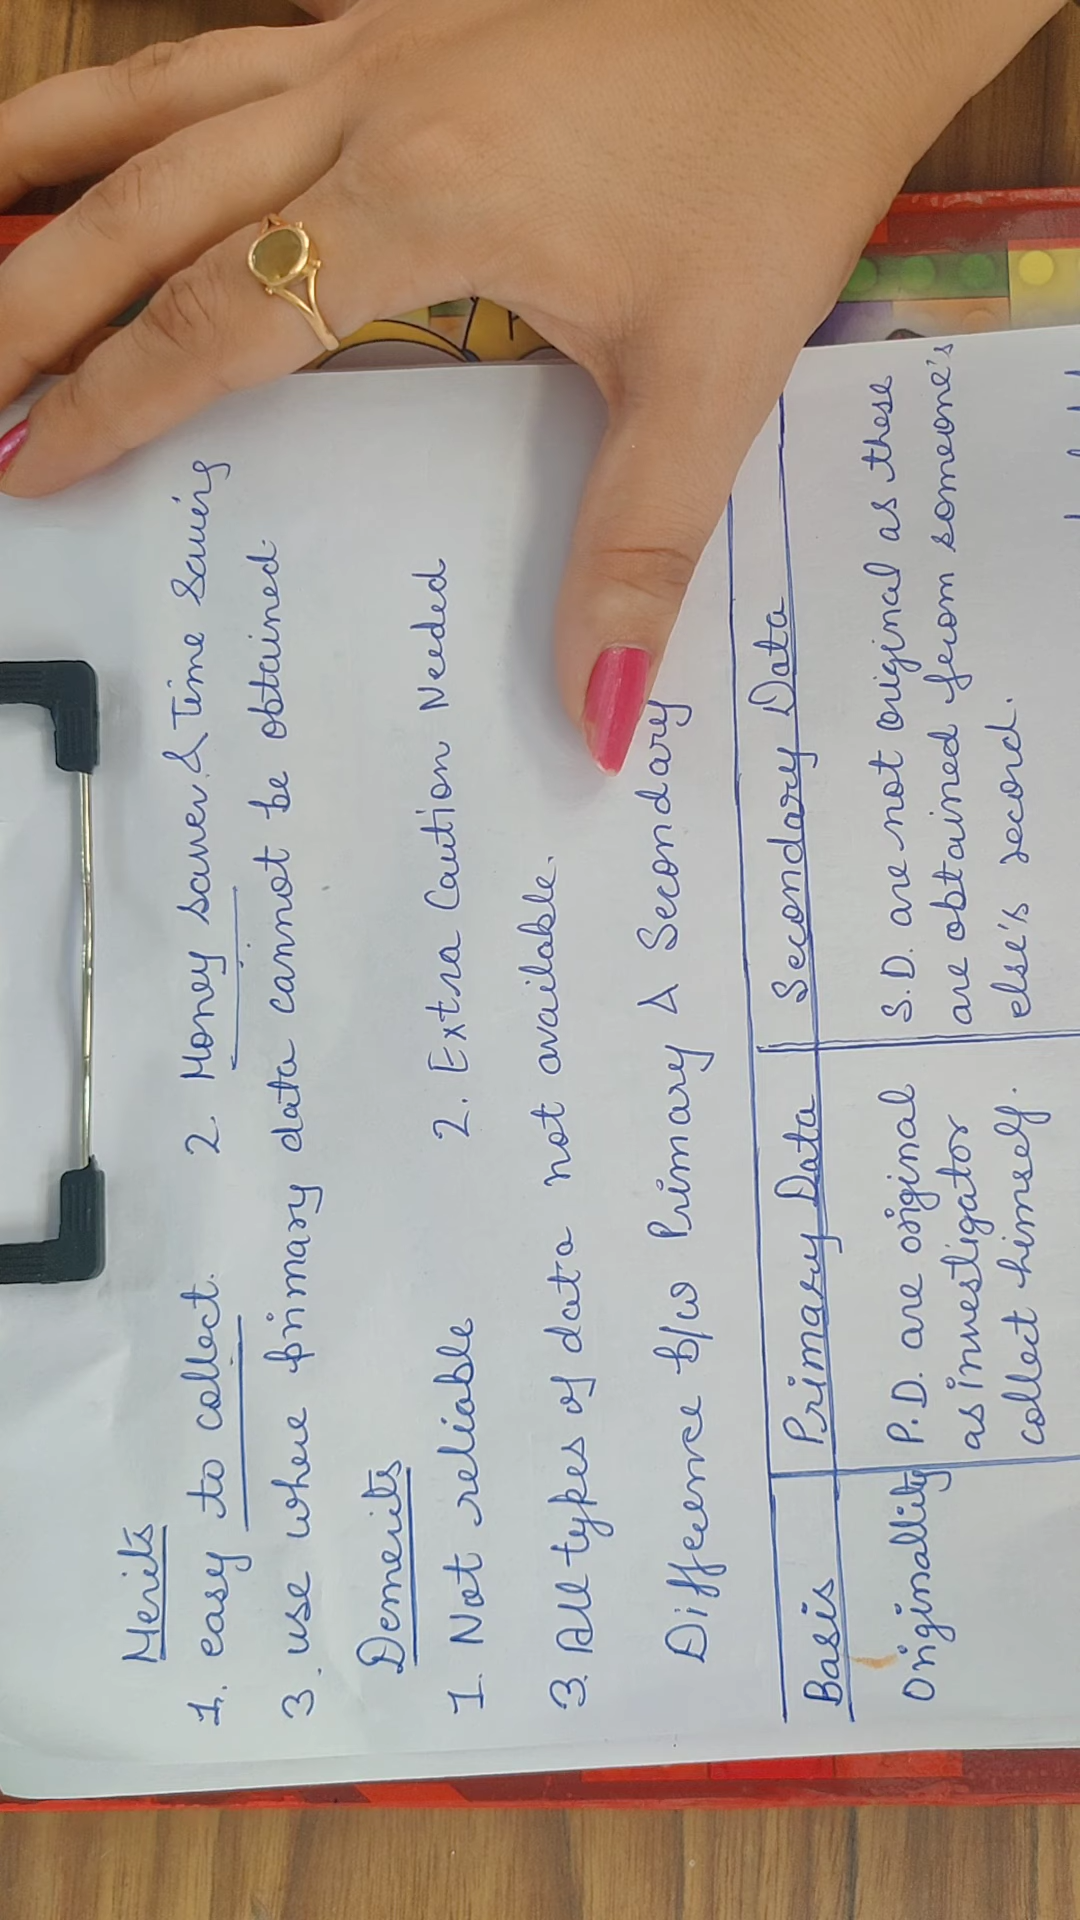 Merits
1. easy to collect. 2. Money saver & Time Saving
3. use where primary data cannot be obtained.
Demerits
1. Not reliable 2. Extra Caution Needed
3. All types of data not available.
Difference b/w Primary & Secondary
Basis Primary Data Secondary Data
Originallity P.D. are original S.D. are not original as these
as investigator are obtained from someone's
collect himself. else's record.